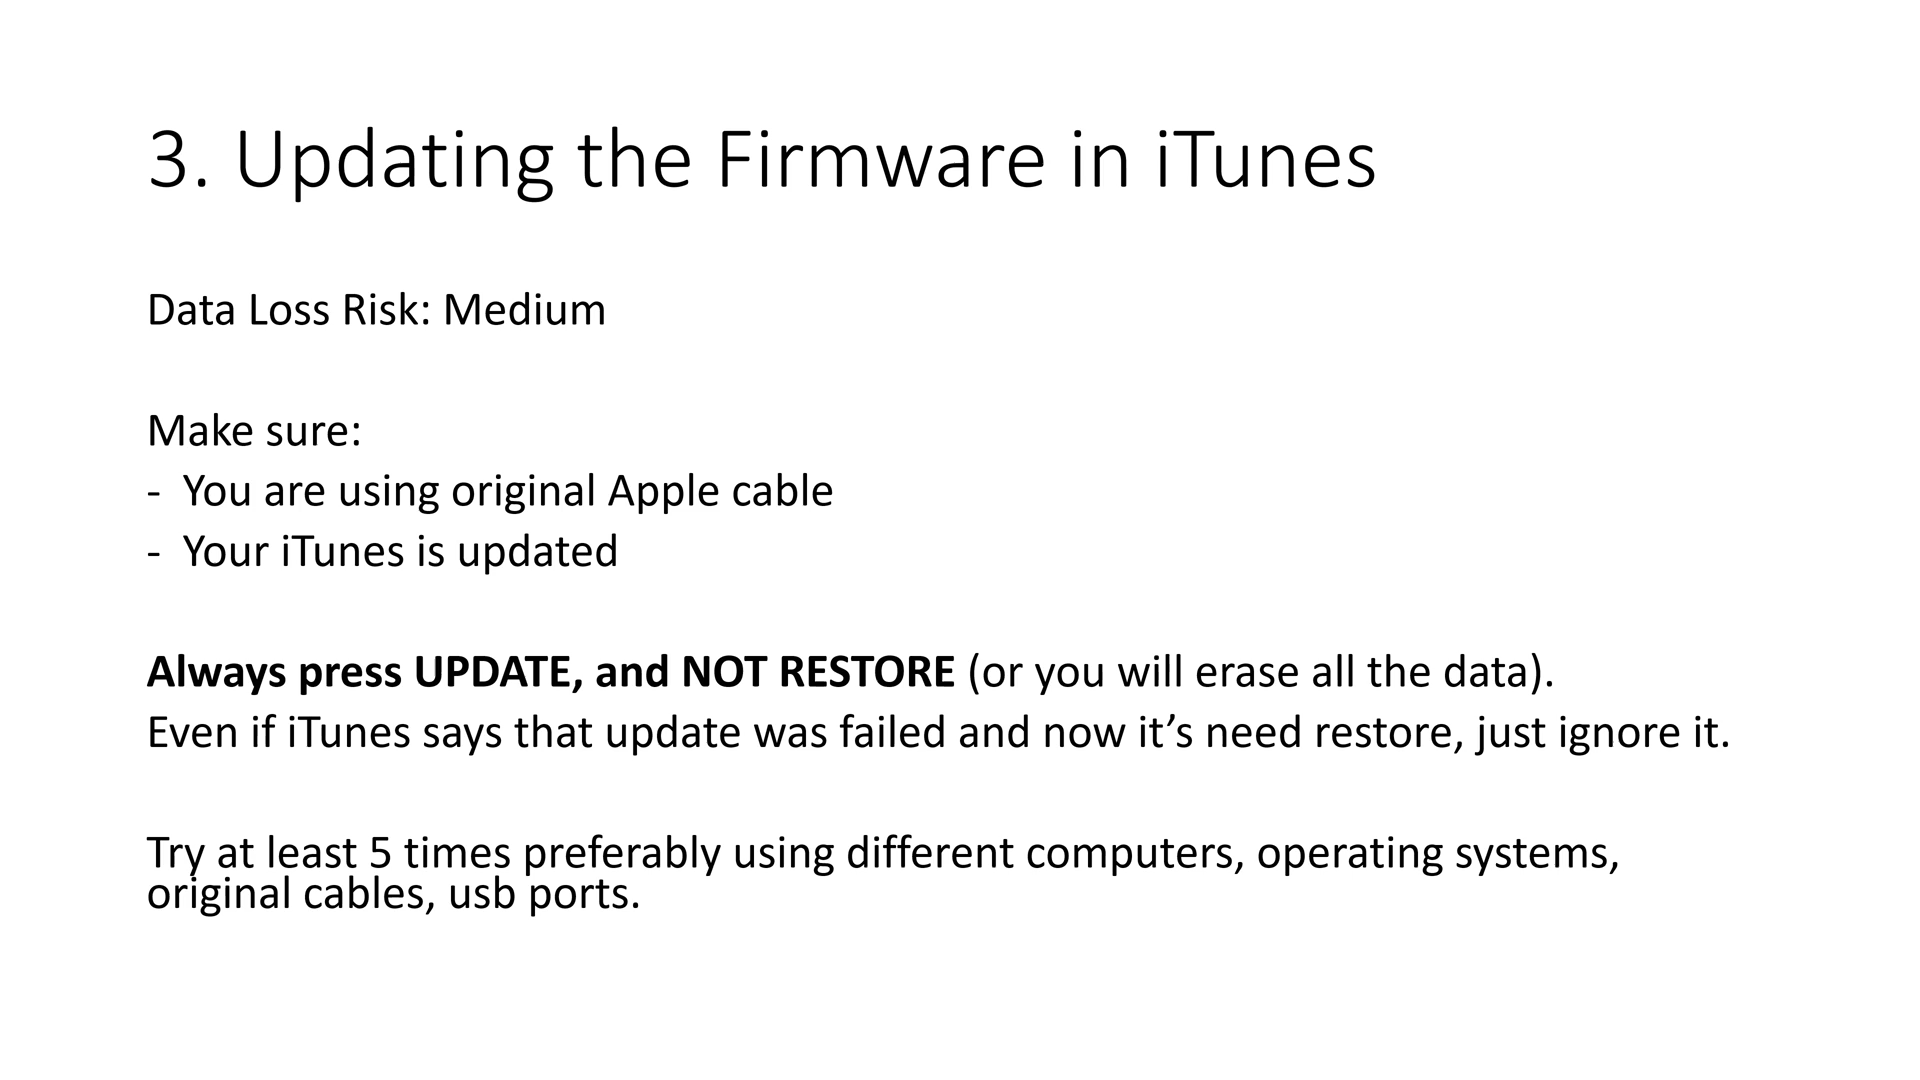 3. Updating the Firmware in iTunes
Data Loss Risk: Medium
Make sure:
- You are using original Apple cable
- Your iTunes is updated
Always press UPDATE, and NOT RESTORE (or you will erase all the data).
Even if iTunes says that update was failed and now it’s need restore, just ignore it.
Try at least 5 times preferably using different computers, operating systems,
original cables, usb ports.